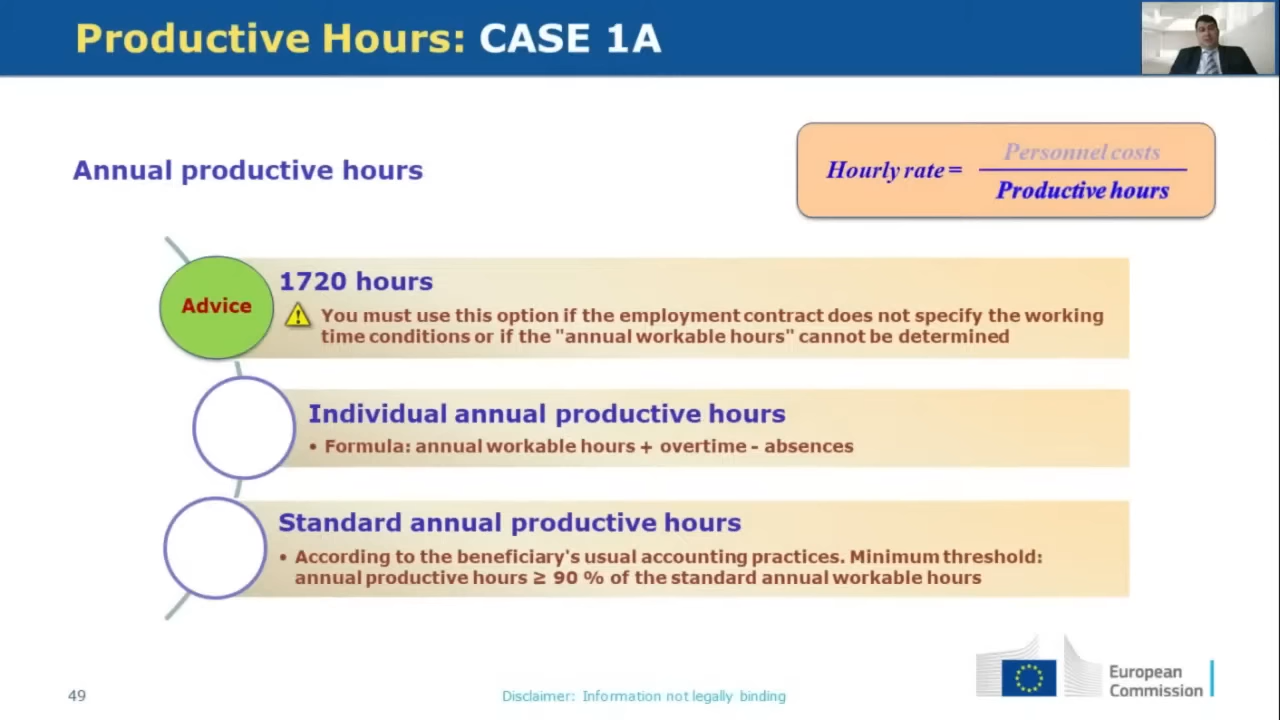 Productive Hours: CASE 1A
Annual productive hours
Hourly rate = Personnel costs
Productive hours
Advice
1720 hours
You must use this option if the employment contract does not specify the working
time conditions or if the "annual workable hours" cannot be determined
Individual annual productive hours
• Formula: annual workable hours + overtime - absences
Standard annual productive hours
• According to the beneficiary's usual accounting practices. Minimum threshold:
annual productive hours ≥ 90 % of the standard annual workable hours
49
Disclaimer: Information not legally binding
European
Commission